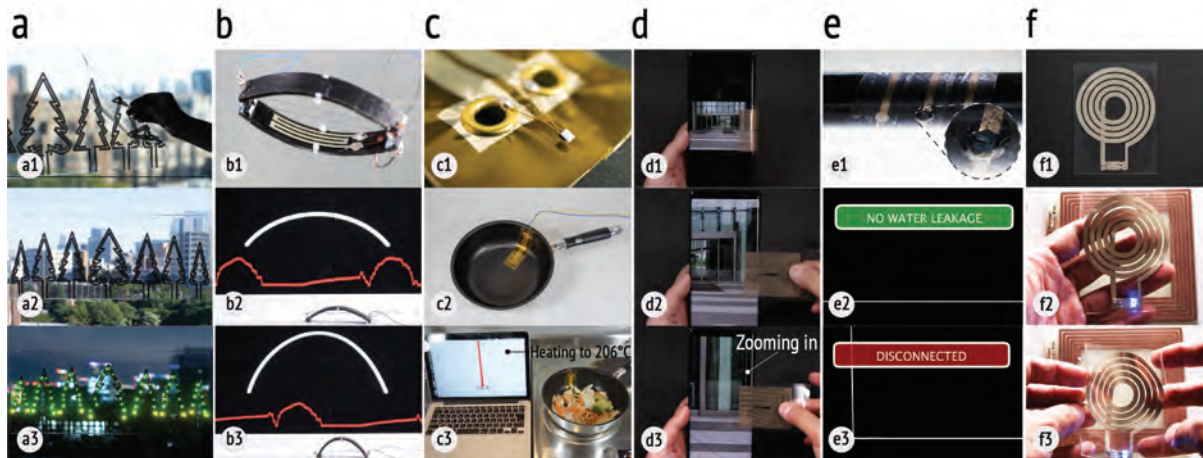 a b c d e f
a1 b1 c1 d1 e1 f1
NO WATER LEAKAGE
a2 b2 c2 d2 e2 f2
Heating to 206°C
Zooming in
DISCONNECTED
a3 b3 c3 d3 e3 f3